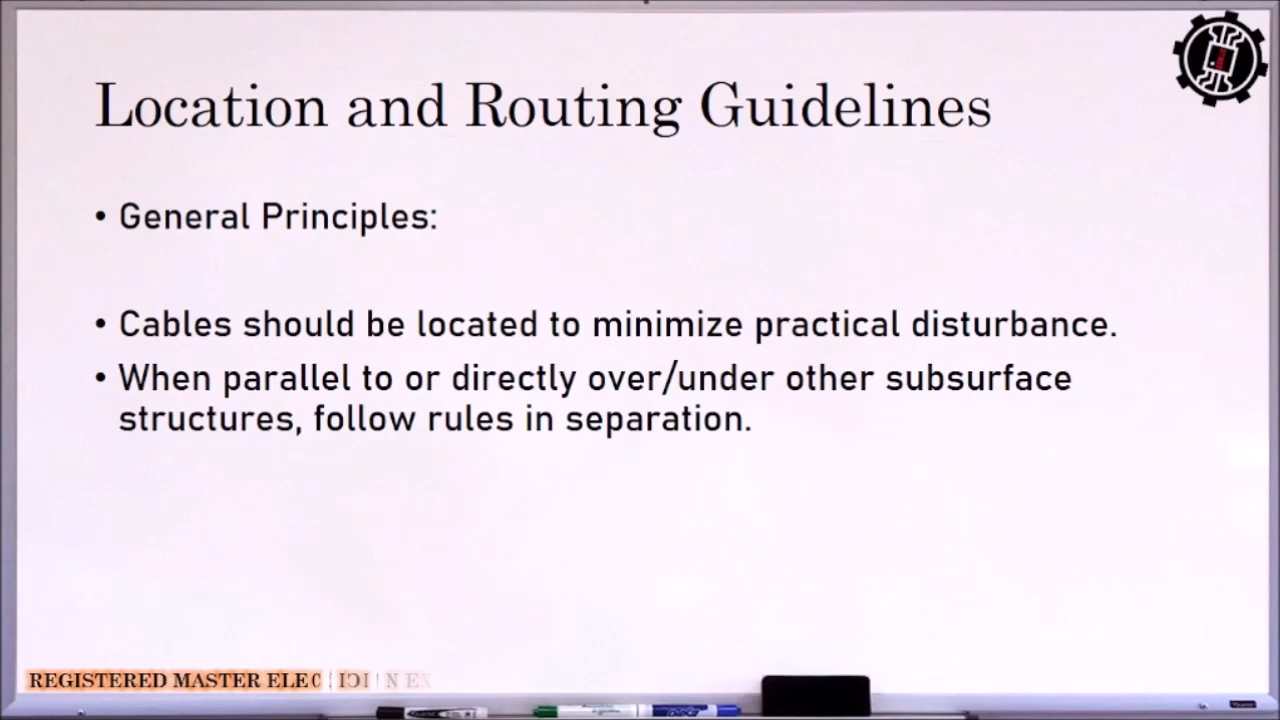 Location and Routing Guidelines
• General Principles:
• Cables should be located to minimize practical disturbance.
• When parallel to or directly over/under other subsurface
structures, follow rules in separation.
REGISTERED MASTER